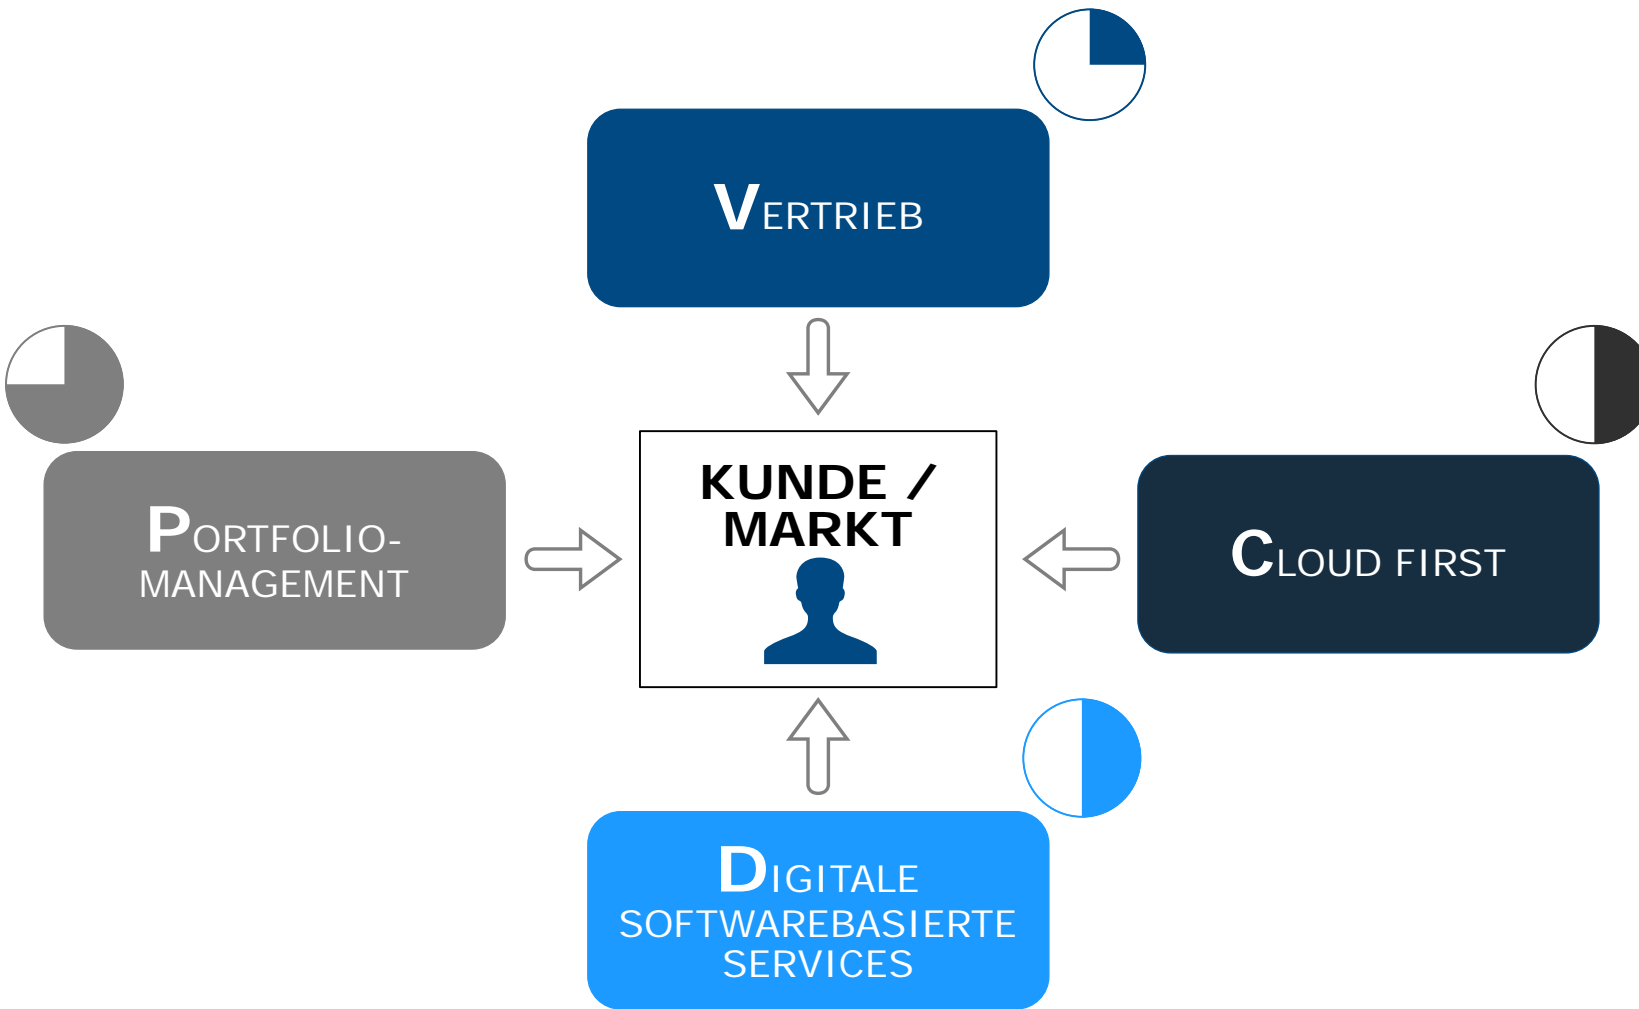 VERTRIEB
PORTFOLIO-
MANAGEMENT
KUNDE /
MARKT
CLOUD FIRST
DIGITALE
SOFTWAREBASIERTE
SERVICES